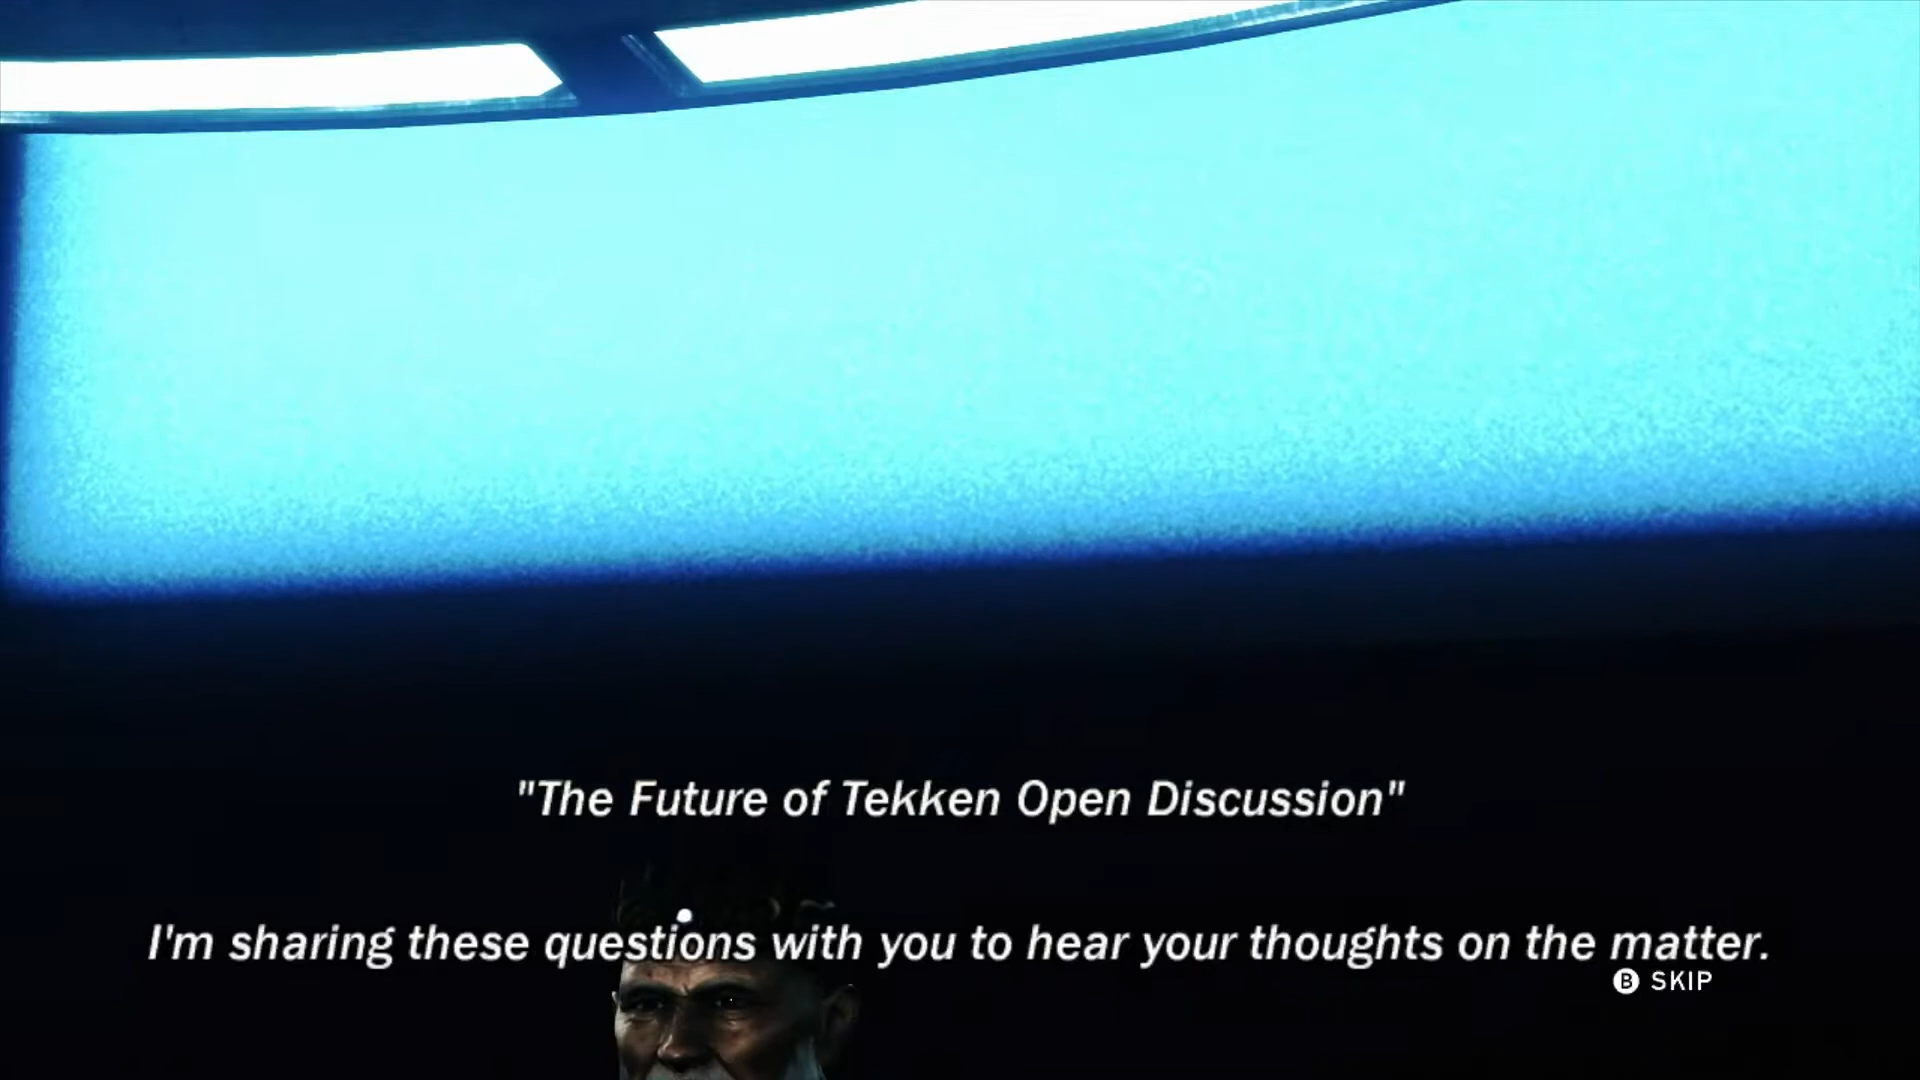 "The Future of Tekken Open Discussion"
I'm sharing these questions with you to hear your thoughts on the matter.
B SKIP